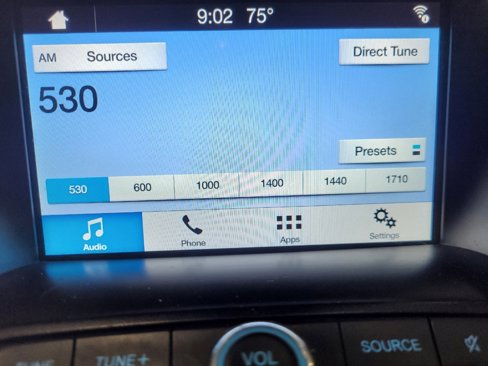 9:02 75°
AM Sources
Direct Tune
530
Presets
530 600 1000 1400 1440 1710
Audio Phone Apps Settings
TUNE TUNE+ VOL SOURCE